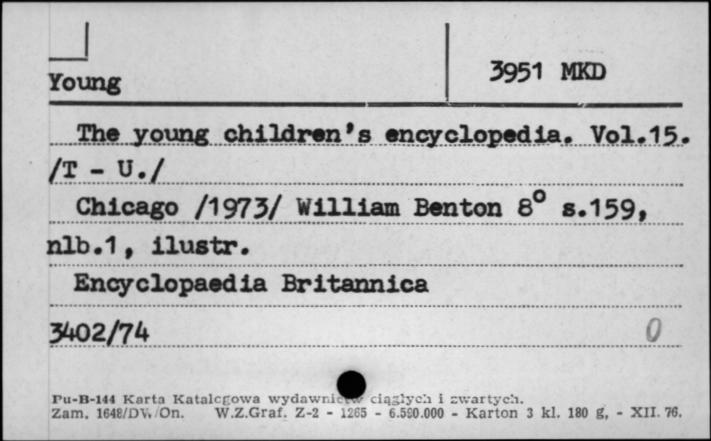 Young
3951 MKD
The young children's encyclopedia. Vol.15.
/T - U./
Chicago /1973/ William Benton 8° s.159,
nlb.1, ilustr.
Encyclopaedia Britannica
3402/74
0
Pu-B-144 Karta Katalogowa wydawnictw ciągłych i zwartych.
Zam. 1648/DW/On. W.Z.Graf. Z-2 - 1265 - 6.500.000 - Karton 3 kl. 180 g, - XII. 76.